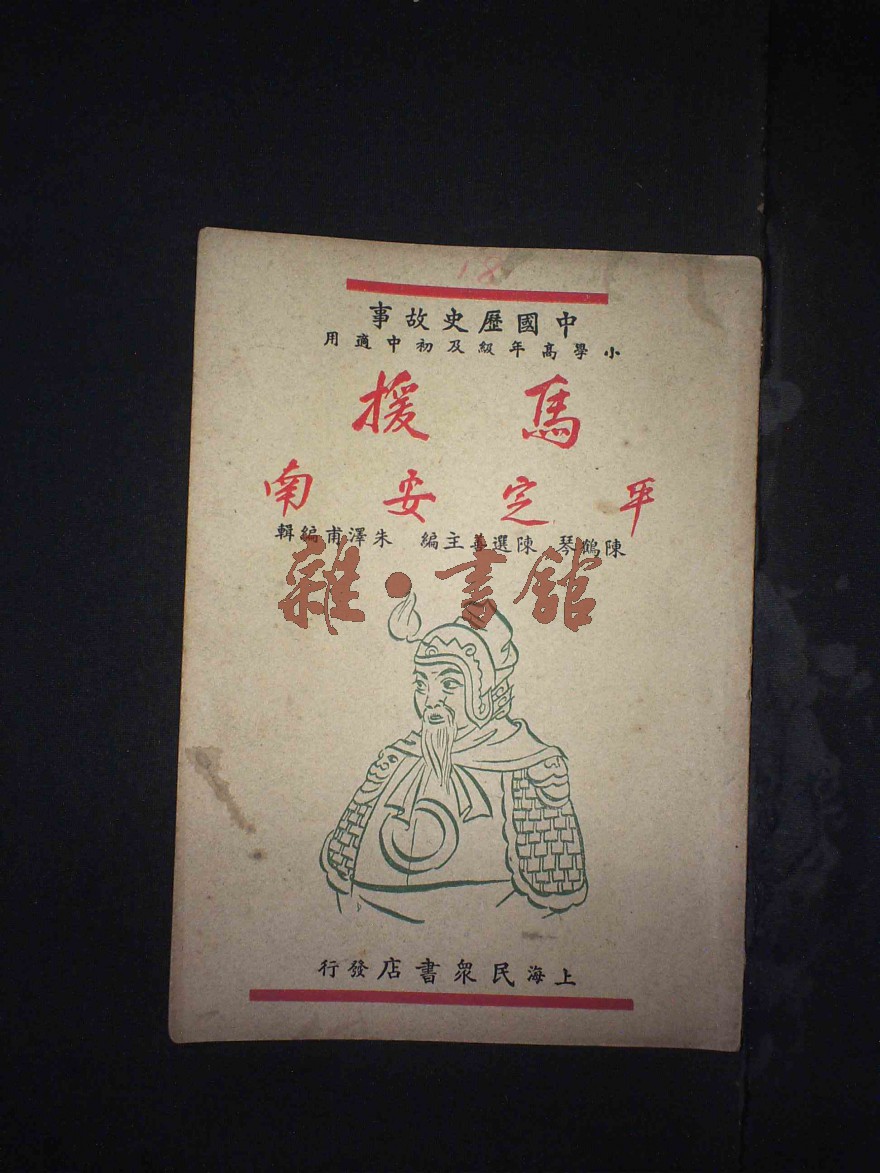 中國歷史故事
小學高年級及初中適用
馬援
平定安南
陳鶴琴 陳選善主編 朱澤甫編輯
雜·書館
上海民眾書店發行